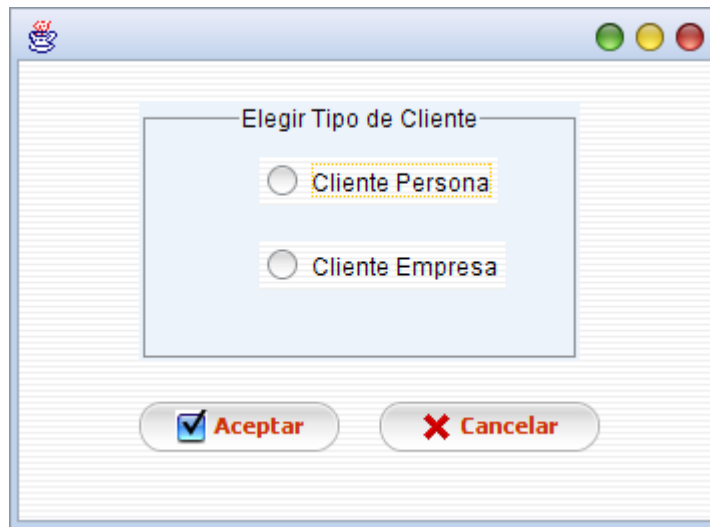 Elegir Tipo de Cliente
Cliente Persona
Cliente Empresa
Aceptar Cancelar